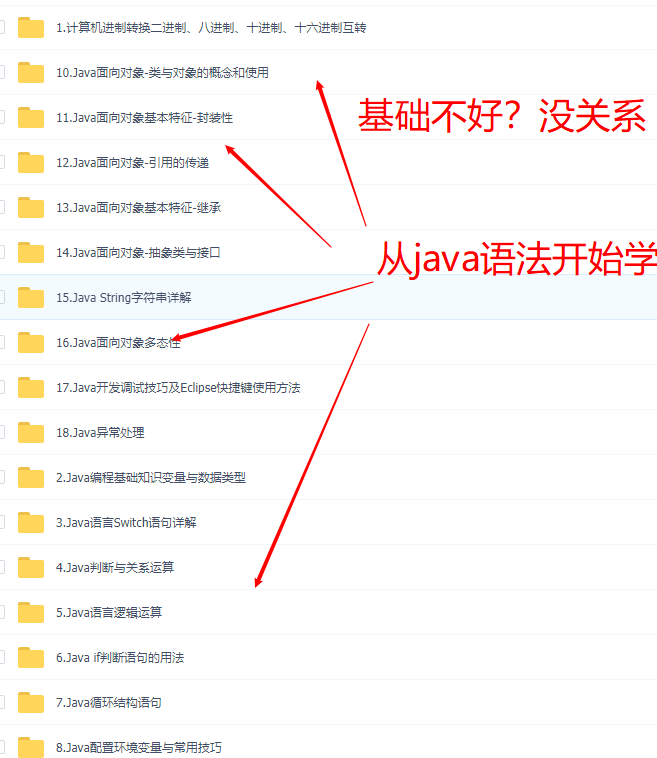 1.计算机进制转换二进制、八进制、十进制、十六进制互转
10.Java面向对象-类与对象的概念和使用
基础不好？没关系
11.Java面向对象基本特征-封装性
12.Java面向对象-引用的传递
13.Java面向对象基本特征-继承
14.Java面向对象-抽象类与接口
从java语法开始学
15.Java String字符串详解
16.Java面向对象多态性
17.Java开发调试技巧及Eclipse快捷键使用方法
18.Java异常处理
2.Java编程基础知识变量与数据类型
3.Java语言Switch语句详解
4.Java判断与关系运算
5.Java语言逻辑运算
6.Java if判断语句的用法
7.Java循环结构语句
8.Java配置环境变量与常用技巧